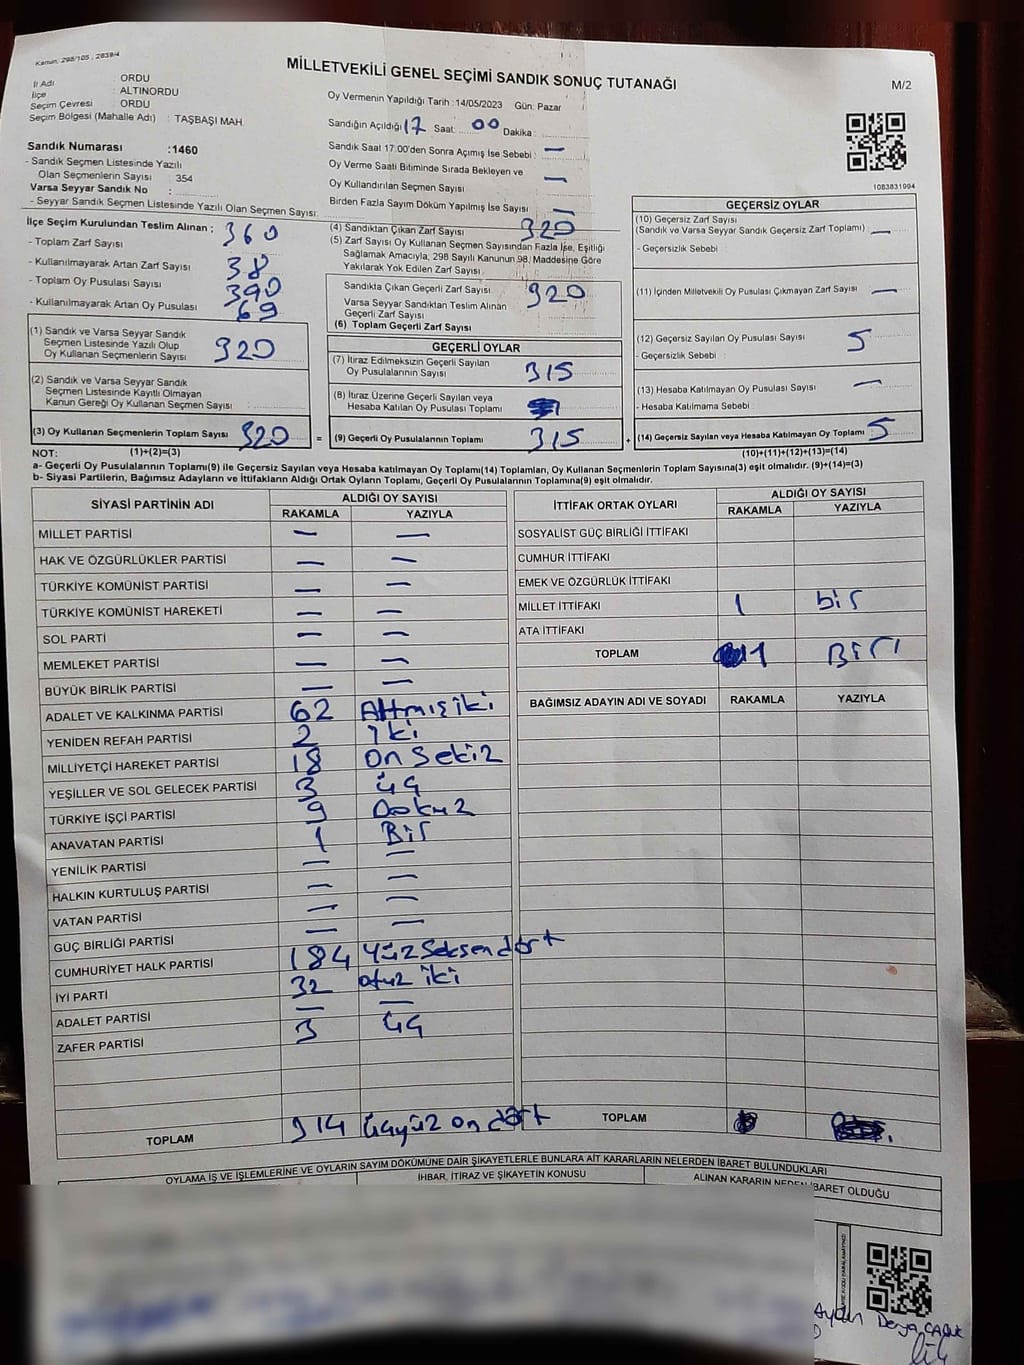 Kanun; 298/105 , 2839/4
MİLLETVEKİLİ GENEL SEÇİMİ SANDIK SONUÇ TUTANAĞI
M/2
İl Adı : ORDU
İlçe : ALTINORDU
Seçim Çevresi : ORDU
Seçim Bölgesi (Mahalle Adı) : TAŞBAŞI MAH.
Oy Vermenin Yapıldığı Tarih : 14/05/2023 Gün: Pazar
Sandığın Açıldığı 17 Saat: 00 Dakika :
Sandık Saat 17:00'den Sonra Açımış İse Sebebi : —
Oy Verme Saati Bitiminde Sırada Bekleyen ve
Oy Kullandırılan Seçmen Sayısı —
Birden Fazla Sayım Döküm Yapılmış İse Sayısı —
Sandık Numarası :1460
- Sandık Seçmen Listesinde Yazılı
Olan Seçmenlerin Sayısı : 354
Varsa Seyyar Sandık No :
- Seyyar Sandık Seçmen Listesinde Yazılı Olan Seçmen Sayısı:
1083831994
İlçe Seçim Kurulundan Teslim Alınan : 360
- Toplam Zarf Sayısı
- Kullanılmayarak Artan Zarf Sayısı 38
- Toplam Oy Pusulası Sayısı 390
- Kullanılmayarak Artan Oy Pusulası 69
(1) Sandık ve Varsa Seyyar Sandık
Seçmen Listesinde Yazılı Olup
Oy Kullanan Seçmenlerin Sayısı 320
(2) Sandık ve Varsa Seyyar Sandık
Seçmen Listesinde Kayıtlı Olmayan
Kanun Gereği Oy Kullanan Seçmen Sayısı
(3) Oy Kullanan Seçmenlerin Toplam Sayısı 320 =
(4) Sandıktan Çıkan Zarf Sayısı 320
(5) Zarf Sayısı Oy Kullanan Seçmen Sayısından Fazla İse, Eşitliği
Sağlamak Amacıyla; 298 Sayılı Kanunun 98. Maddesine Göre
Yakılarak Yok Edilen Zarf Sayısı
Sandıkta Çıkan Geçerli Zarf Sayısı 320
Varsa Seyyar Sandıktan Teslim Alınan
Geçerli Zarf Sayısı
(6) Toplam Geçerli Zarf Sayısı
GEÇERLİ OYLAR
(7) İtiraz Edilmeksizin Geçerli Sayılan
Oy Pusulalarının Sayısı 315
(8) İtiraz Üzerine Geçerli Sayılan veya
Hesaba Katılan Oy Pusulası Toplamı
(9) Geçerli Oy Pusulalarının Toplamı 315 +
GEÇERSİZ OYLAR
(10) Geçersiz Zarf Sayısı
(Sandık ve Varsa Seyyar Sandık Geçersiz Zarf Toplamı) —
- Geçersizlik Sebebi :
(11) İçinden Milletvekili Oy Pusulası Çıkmayan Zarf Sayısı —
(12) Geçersiz Sayılan Oy Pusulası Sayısı 5
- Geçersizlik Sebebi :
(13) Hesaba Katılmayan Oy Pusulası Sayısı —
- Hesaba Katılmama Sebebi
(14) Geçersiz Sayılan veya Hesaba Katılmayan Oy Toplamı 5
NOT: (1)+(2)=(3) (10)+(11)+(12)+(13)=(14)
a- Geçerli Oy Pusulalarının Toplamı(9) ile Geçersiz Sayılan veya Hesaba katılmayan Oy Toplamı(14) Toplamları, Oy Kullanan Seçmenlerin Toplam Sayısına(3) eşit olmalıdır. (9)+(14)=(3)
b- Siyasi Partilerin, Bağımsız Adayların ve İttifakların Aldığı Ortak Oyların Toplamı, Geçerli Oy Pusulalarının Toplamına(9) eşit olmalıdır.
SİYASİ PARTİNİN ADI ALDIĞI OY SAYISI
RAKAMLA YAZIYLA
MİLLET PARTİSİ — —
HAK VE ÖZGÜRLÜKLER PARTİSİ — —
TÜRKİYE KOMÜNİST PARTİSİ — —
TÜRKİYE KOMÜNİST HAREKETİ — —
SOL PARTİ — —
MEMLEKET PARTİSİ — —
BÜYÜK BİRLİK PARTİSİ — —
ADALET VE KALKINMA PARTİSİ 62 Altmış iki
YENİDEN REFAH PARTİSİ 2 İki
MİLLİYETÇİ HAREKET PARTİSİ 18 on sekiz
YEŞİLLER VE SOL GELECEK PARTİSİ 3 üç
TÜRKİYE İŞÇİ PARTİSİ 9 Dokuz
ANAVATAN PARTİSİ 1 Bir
YENİLİK PARTİSİ — —
HALKIN KURTULUŞ PARTİSİ — —
VATAN PARTİSİ — —
GÜÇ BİRLİĞİ PARTİSİ — —
CUMHURİYET HALK PARTİSİ 184 Yüz Seksen dört
İYİ PARTİ 32 otuz iki
ADALET PARTİSİ — —
ZAFER PARTİSİ 3 üç
TOPLAM 314 üçyüz on dört
İTTİFAK ORTAK OYLARI ALDIĞI OY SAYISI
RAKAMLA YAZIYLA
SOSYALİST GÜÇ BİRLİĞİ İTTİFAKI
CUMHUR İTTİFAKI
EMEK VE ÖZGÜRLÜK İTTİFAKI
MİLLET İTTİFAKI 1 bir
ATA İTTİFAKI
TOPLAM 1 Bir
BAĞIMSIZ ADAYIN ADI VE SOYADI RAKAMLA YAZIYLA
TOPLAM
OYLAMA İŞ VE İŞLEMLERİNE VE OYLARIN SAYIM DÖKÜMÜNE DAİR ŞİKAYETLERLE BUNLARA AİT KARARLARIN NELERDEN İBARET BULUNDUKLARI
İHBAR, İTİRAZ VE ŞİKAYETİN KONUSU
ALINAN KARARIN NEDEN İBARET OLDUĞU
Aydın Derya